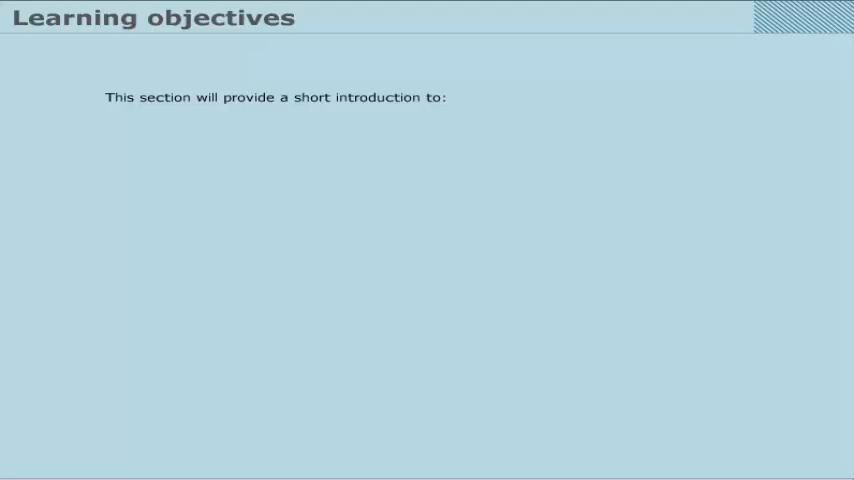 Learning objectives
This section will provide a short introduction to: